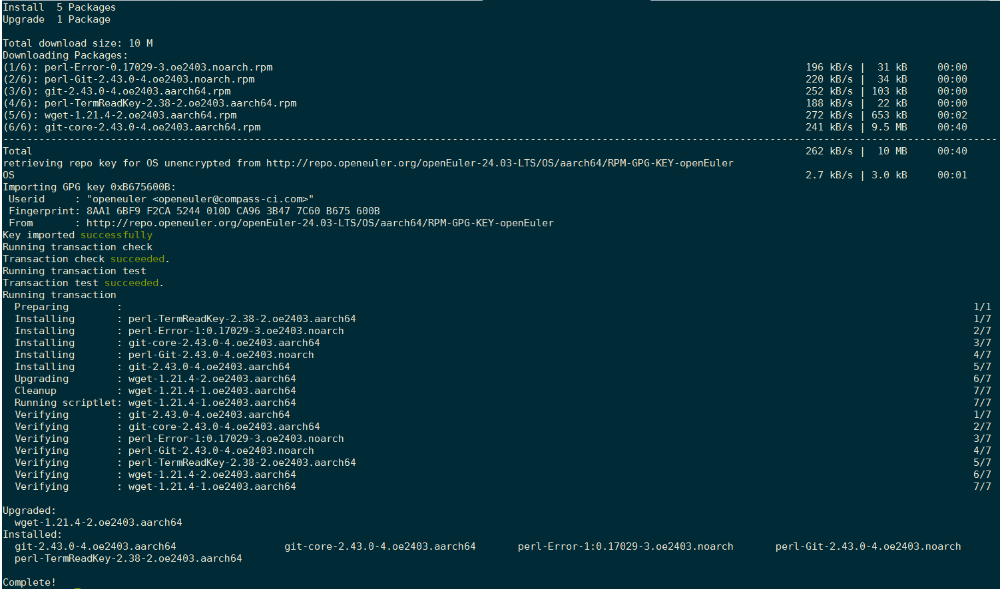 Install  5 Packages
Upgrade  1 Package
Total download size: 10 M
Downloading Packages:
(1/6): perl-Error-0.17029-3.oe2403.noarch.rpm 196 kB/s |  31 kB     00:00
(2/6): perl-Git-2.43.0-4.oe2403.noarch.rpm 220 kB/s |  34 kB     00:00
(3/6): git-2.43.0-4.oe2403.aarch64.rpm 252 kB/s | 103 kB     00:00
(4/6): perl-TermReadKey-2.38-2.oe2403.aarch64.rpm 188 kB/s |  22 kB     00:00
(5/6): wget-1.21.4-2.oe2403.aarch64.rpm 272 kB/s | 653 kB     00:02
(6/6): git-core-2.43.0-4.oe2403.aarch64.rpm 241 kB/s | 9.5 MB     00:40
--------------------------------------------------------------------------------
Total 262 kB/s |  10 MB     00:40
retrieving repo key for OS unencrypted from http://repo.openeuler.org/openEuler-24.03-LTS/OS/aarch64/RPM-GPG-KEY-openEuler
OS 2.7 kB/s | 3.0 kB     00:01
Importing GPG key 0xB675600B:
 Userid     : "openeuler <openeuler@compass-ci.com>"
 Fingerprint: 8AA1 6BF9 F2CA 5244 010D CA96 3B47 7C60 B675 600B
 From       : http://repo.openeuler.org/openEuler-24.03-LTS/OS/aarch64/RPM-GPG-KEY-openEuler
Key imported successfully
Running transaction check
Transaction check succeeded.
Running transaction test
Transaction test succeeded.
Running transaction
  Preparing        : 1/1
  Installing       : perl-TermReadKey-2.38-2.oe2403.aarch64 1/7
  Installing       : perl-Error-1:0.17029-3.oe2403.noarch 2/7
  Installing       : git-core-2.43.0-4.oe2403.aarch64 3/7
  Installing       : perl-Git-2.43.0-4.oe2403.noarch 4/7
  Installing       : git-2.43.0-4.oe2403.aarch64 5/7
  Upgrading        : wget-1.21.4-2.oe2403.aarch64 6/7
  Cleanup          : wget-1.21.4-1.oe2403.aarch64 7/7
  Running scriptlet: wget-1.21.4-1.oe2403.aarch64 7/7
  Verifying        : git-2.43.0-4.oe2403.aarch64 1/7
  Verifying        : git-core-2.43.0-4.oe2403.aarch64 2/7
  Verifying        : perl-Error-1:0.17029-3.oe2403.noarch 3/7
  Verifying        : perl-Git-2.43.0-4.oe2403.noarch 4/7
  Verifying        : perl-TermReadKey-2.38-2.oe2403.aarch64 5/7
  Verifying        : wget-1.21.4-2.oe2403.aarch64 6/7
  Verifying        : wget-1.21.4-1.oe2403.aarch64 7/7
Upgraded:
  wget-1.21.4-2.oe2403.aarch64
Installed:
  git-2.43.0-4.oe2403.aarch64 git-core-2.43.0-4.oe2403.aarch64 perl-Error-1:0.17029-3.oe2403.noarch perl-Git-2.43.0-4.oe2403.noarch
  perl-TermReadKey-2.38-2.oe2403.aarch64
Complete!